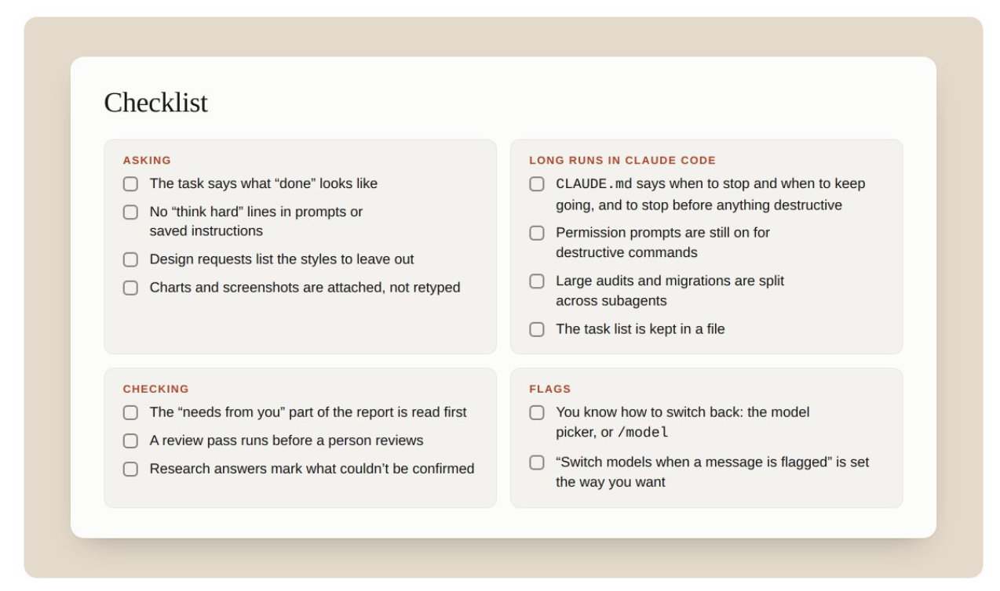 Checklist
ASKING
The task says what “done” looks like
No “think hard” lines in prompts or
saved instructions
Design requests list the styles to leave out
Charts and screenshots are attached, not retyped
LONG RUNS IN CLAUDE CODE
CLAUDE.md says when to stop and when to keep
going, and to stop before anything destructive
Permission prompts are still on for
destructive commands
Large audits and migrations are split
across subagents
The task list is kept in a file
CHECKING
The “needs from you” part of the report is read first
A review pass runs before a person reviews
Research answers mark what couldn’t be confirmed
FLAGS
You know how to switch back: the model
picker, or /model
“Switch models when a message is flagged” is set
the way you want